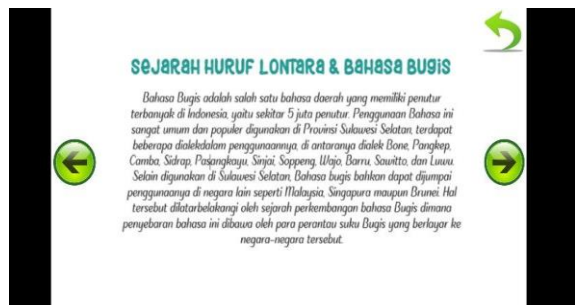 SEJARAH HURUF LONTARA & BAHASA BUGIS
Bahasa Bugis adalah salah satu bahasa daerah yang memiliki penutur
terbanyak di Indonesia, yaitu sekitar 5 juta penutur. Penggunaan Bahasa ini
sangat umum dan populer digunakan di Provinsi Sulawesi Selatan, terdapat
beberapa dialekdalam penggunaannya, di antaranya dialek Bone, Pangkep,
Camba, Sidrap, Pasangkayu, Sinjai, Soppeng, Wajo, Barru, Sawitto, dan Luwu.
Selain digunakan di Sulawesi Selatan, Bahasa bugis bahkan dapat dijumpai
penggunaanya di negara lain seperti Malaysia, Singapura maupun Brunei. Hal
tersebut dilatarbelakangi oleh sejarah perkembangan bahasa Bugis dimana
penyebaran bahasa ini dibawa oleh para perantau suku Bugis yang berlayar ke
negara-negara tersebut.